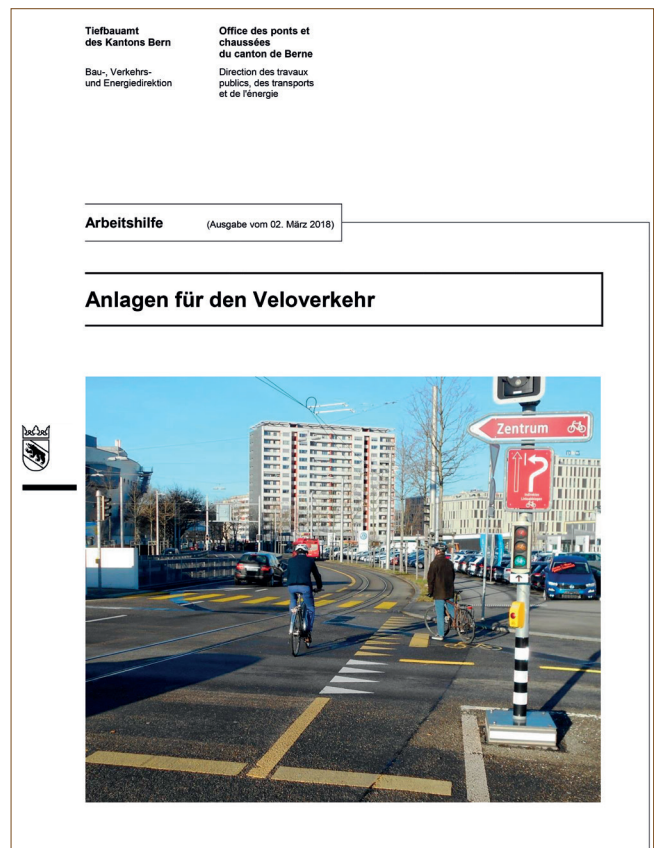 Tiefbauamt
des Kantons Bern
Bau-, Verkehrs-
und Energiedirektion
Office des ponts et
chaussées
du canton de Berne
Direction des travaux
publics, des transports
et de l'énergie
Arbeitshilfe (Ausgabe vom 02. März 2018)
Anlagen für den Veloverkehr
Zentrum